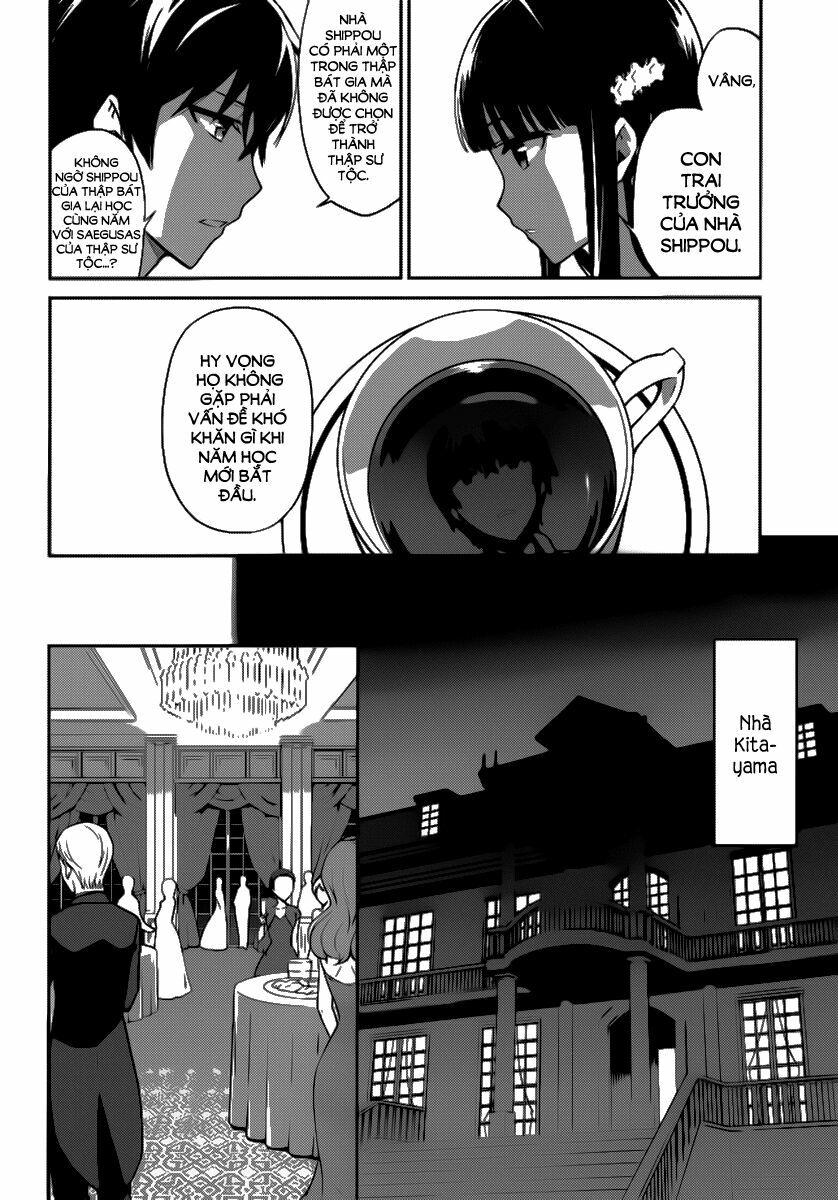 VÂNG,
CON
TRAI
TRƯỞNG
CỦA NHÀ
SHIPPOU.
NHÀ
SHIPPOU
CÓ PHẢI MỘT
TRONG THẬP
BÁT GIA MÀ
ĐÃ KHÔNG
ĐƯỢC CHỌN
ĐỂ TRỞ
THÀNH
THẬP SƯ
TỘC.
KHÔNG
NGỜ SHIPPOU
CỦA THẬP BÁT
GIA LẠI HỌC
CÙNG NĂM
VỚI SAEGUSAS
CỦA THẬP SƯ
TỘC...?
HY VỌNG
HỌ KHÔNG
GẶP PHẢI
VẤN ĐỀ KHÓ
KHĂN GÌ KHI
NĂM HỌC
MỚI BẮT
ĐẦU.
Nhà
Kita-
yama